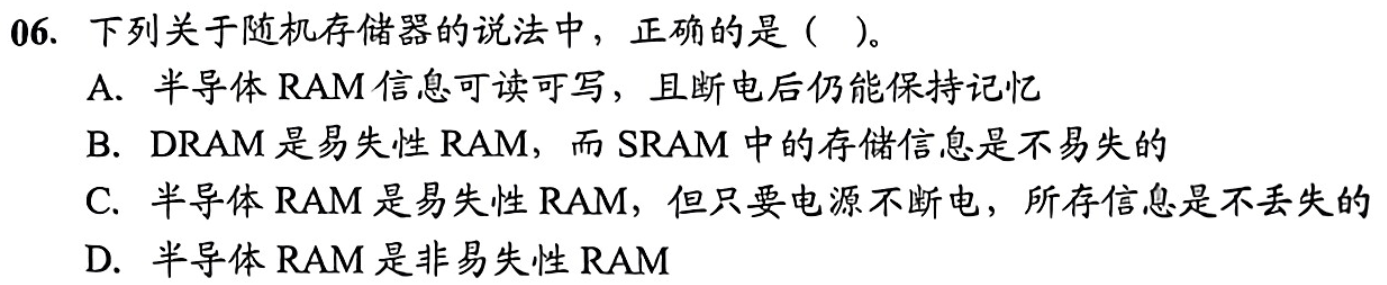 06. 下列关于随机存储器的说法中，正确的是（ ）。
A. 半导体 RAM 信息可读可写，且断电后仍能保持记忆
B. DRAM 是易失性 RAM，而 SRAM 中的存储信息是不易失的
C. 半导体 RAM 是易失性 RAM，但只要电源不断电，所存信息是不丢失的
D. 半导体 RAM 是非易失性 RAM